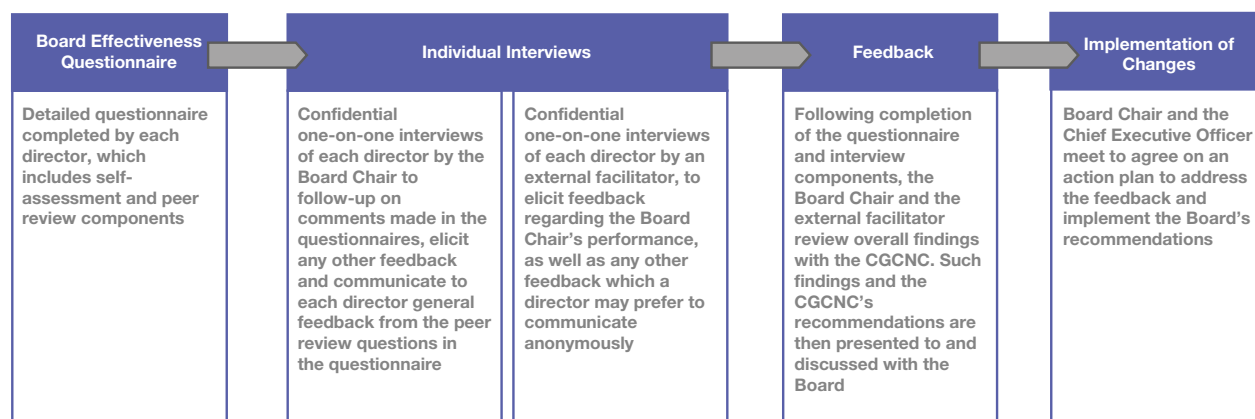 Board Effectiveness
Questionnaire
Individual Interviews
Feedback
Implementation of
Changes
Detailed questionnaire
completed by each
director, which
includes self-
assessment and peer
review components
Confidential
one-on-one interviews
of each director by the
Board Chair to
follow-up on
comments made in the
questionnaires, elicit
any other feedback
and communicate to
each director general
feedback from the peer
review questions in
the questionnaire
Confidential
one-on-one interviews
of each director by an
external facilitator, to
elicit feedback
regarding the Board
Chair's performance,
as well as any other
feedback which a
director may prefer to
communicate
anonymously
Following completion
of the questionnaire
and interview
components, the
Board Chair and the
external facilitator
review overall findings
with the CGCNC. Such
findings and the
CGCNC's
recommendations are
then presented to and
discussed with the
Board
Board Chair and the
Chief Executive Officer
meet to agree on an
action plan to address
the feedback and
implement the Board's
recommendations